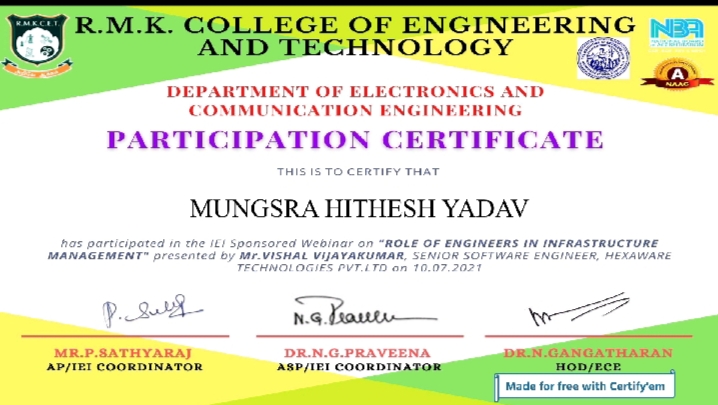 R.M.K.C.E.T.
R.M.K. COLLEGE OF ENGINEERING
AND TECHNOLOGY
NBA
A
NAAC
DEPARTMENT OF ELECTRONICS AND
COMMUNICATION ENGINEERING
PARTICIPATION CERTIFICATE
THIS IS TO CERTIFY THAT
MUNGSRA HITHESH YADAV
has participated in the IEI Sponsored Webinar on "ROLE OF ENGINEERS IN INFRASTRUCTURE
MANAGEMENT" presented by Mr.VISHAL VIJAYAKUMAR, SENIOR SOFTWARE ENGINEER, HEXAWARE
TECHNOLOGIES PVT.LTD on 10.07.2021
N.G.Praveena
MR.P.SATHYARAJ
DR.N.G.PRAVEENA
DR.N.GANGATHARAN
AP/IEI COORDINATOR
ASP/IEI COORDINATOR
HOD/ECE
Made for free with Certify'em